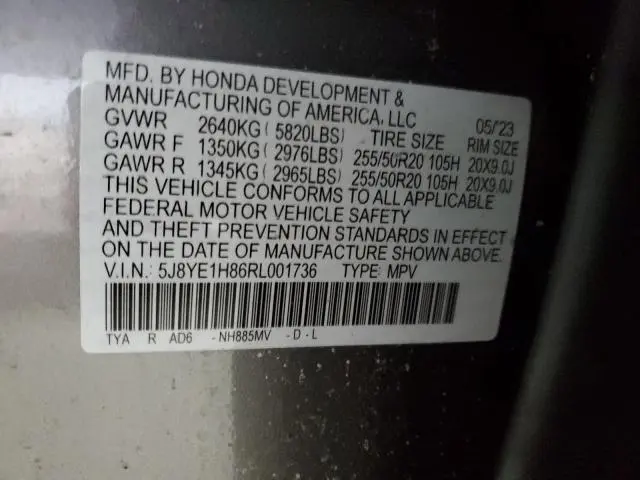 MFD. BY HONDA DEVELOPMENT &
MANUFACTURING OF AMERICA, LLC 05/'23
GVWR 2640KG ( 5820LBS) TIRE SIZE RIM SIZE
GAWR F 1350KG ( 2976LBS) 255/50R20 105H 20X9.0J
GAWR R 1345KG ( 2965LBS) 255/50R20 105H 20X9.0J
THIS VEHICLE CONFORMS TO ALL APPLICABLE
FEDERAL MOTOR VEHICLE SAFETY
AND THEFT PREVENTION STANDARDS IN EFFECT
ON THE DATE OF MANUFACTURE SHOWN ABOVE.
V.I.N.: 5J8YE1H86RL001736 TYPE: MPV
TYA R AD6 - NH885MV - D - L